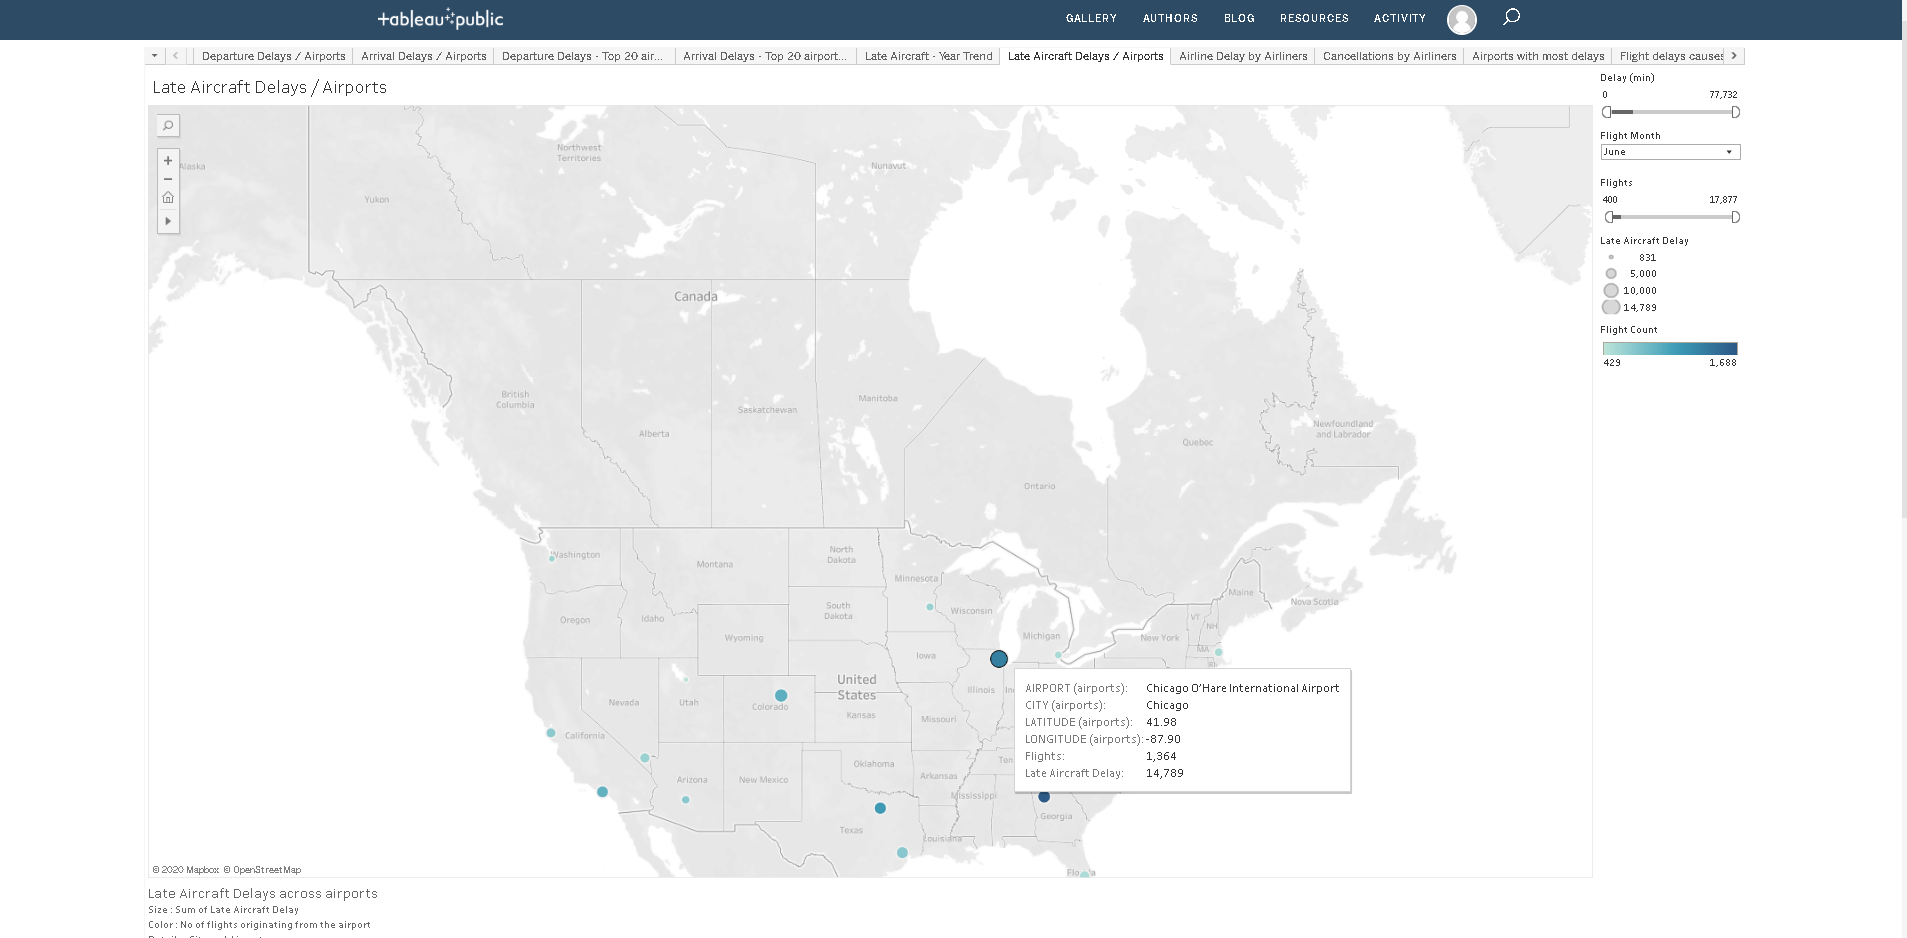 tableau public
GALLERY AUTHORS BLOG RESOURCES ACTIVITY
Departure Delays / Airports Arrival Delays / Airports Departure Delays - Top 20 air... Arrival Delays - Top 20 airport... Late Aircraft - Year Trend Late Aircraft Delays / Airports Airline Delay by Airliners Cancellations by Airliners Airports with most delays Flight delays causes
Late Aircraft Delays / Airports
Delay (min)
0 77,732
Flight Month
June
Flights
400 17,877
Late Aircraft Delay
831
5,000
10,000
14,789
Flight Count
429 1,688
Alaska
Yukon
Northwest
Territories
Nunavut
Canada
British
Columbia
Alberta
Saskatchewan
Manitoba
Ontario
Quebec
Newfoundland
and Labrador
Nova Scotia
Washington
Montana
North
Dakota
Minnesota
Oregon
Idaho
South
Dakota
Wisconsin
Michigan
Maine
VT
NH
New York
MA
RI
Wyoming
Iowa
Illinois
In
United
States
Nevada
Utah
Colorado
Kansas
Missouri
California
Arizona
New Mexico
Oklahoma
Arkansas
Ten
Mississippi
Texas
Louisiana
Georgia
AIRPORT (airports): Chicago O'Hare International Airport
CITY (airports): Chicago
LATITUDE (airports): 41.98
LONGITUDE (airports): -87.90
Flights: 1,364
Late Aircraft Delay: 14,789
© 2020 Mapbox © OpenStreetMap
Late Aircraft Delays across airports
Size : Sum of Late Aircraft Delay
Color : No of flights originating from the airport